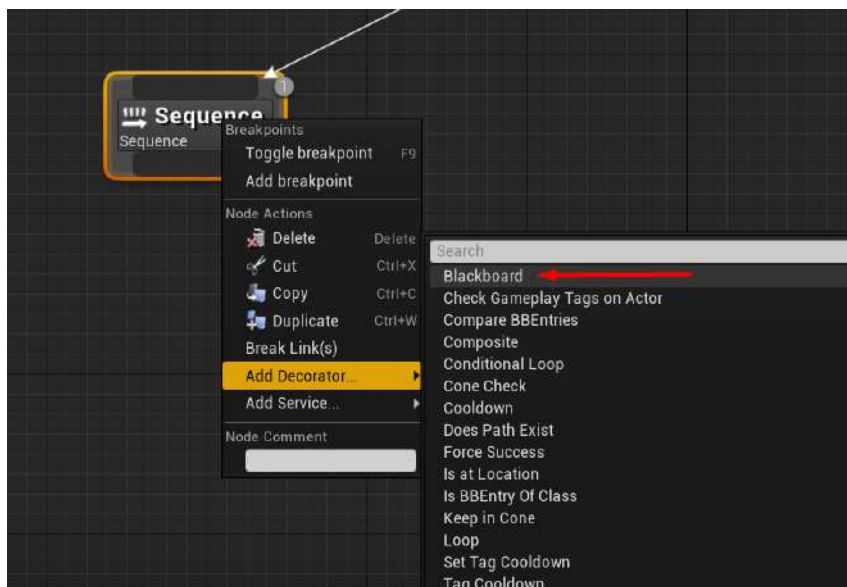 1
Sequence
Sequence
Breakpoints
Toggle breakpoint F9
Add breakpoint
Node Actions
Delete Delete
Cut Ctrl+X
Copy Ctrl+C
Duplicate Ctrl+W
Break Link(s)
Add Decorator...
Add Service...
Node Comment
Search
Blackboard
Check Gameplay Tags on Actor
Compare BBEntries
Composite
Conditional Loop
Cone Check
Cooldown
Does Path Exist
Force Success
Is at Location
Is BBEntry Of Class
Keep in Cone
Loop
Set Tag Cooldown
Tag Cooldown